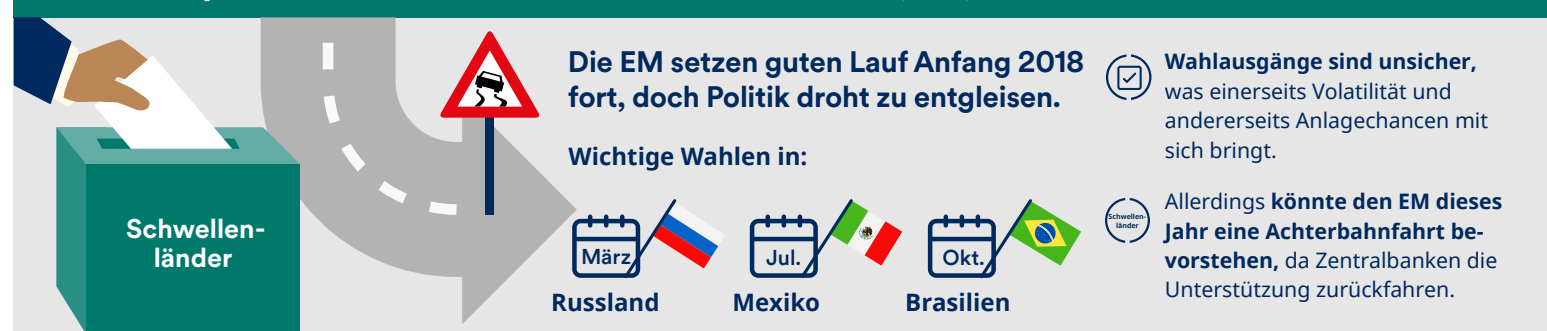 Die EM setzen guten Lauf Anfang 2018
fort, doch Politik droht zu entgleisen.
Wichtige Wahlen in:
März
Jul.
Okt.
Russland
Mexiko
Brasilien
Schwellen-
länder
Wahlausgänge sind unsicher,
was einerseits Volatilität und
andererseits Anlagechancen mit
sich bringt.
Schwellen-
länder
Allerdings könnte den EM dieses
Jahr eine Achterbahnfahrt be-
vorstehen, da Zentralbanken die
Unterstützung zurückfahren.